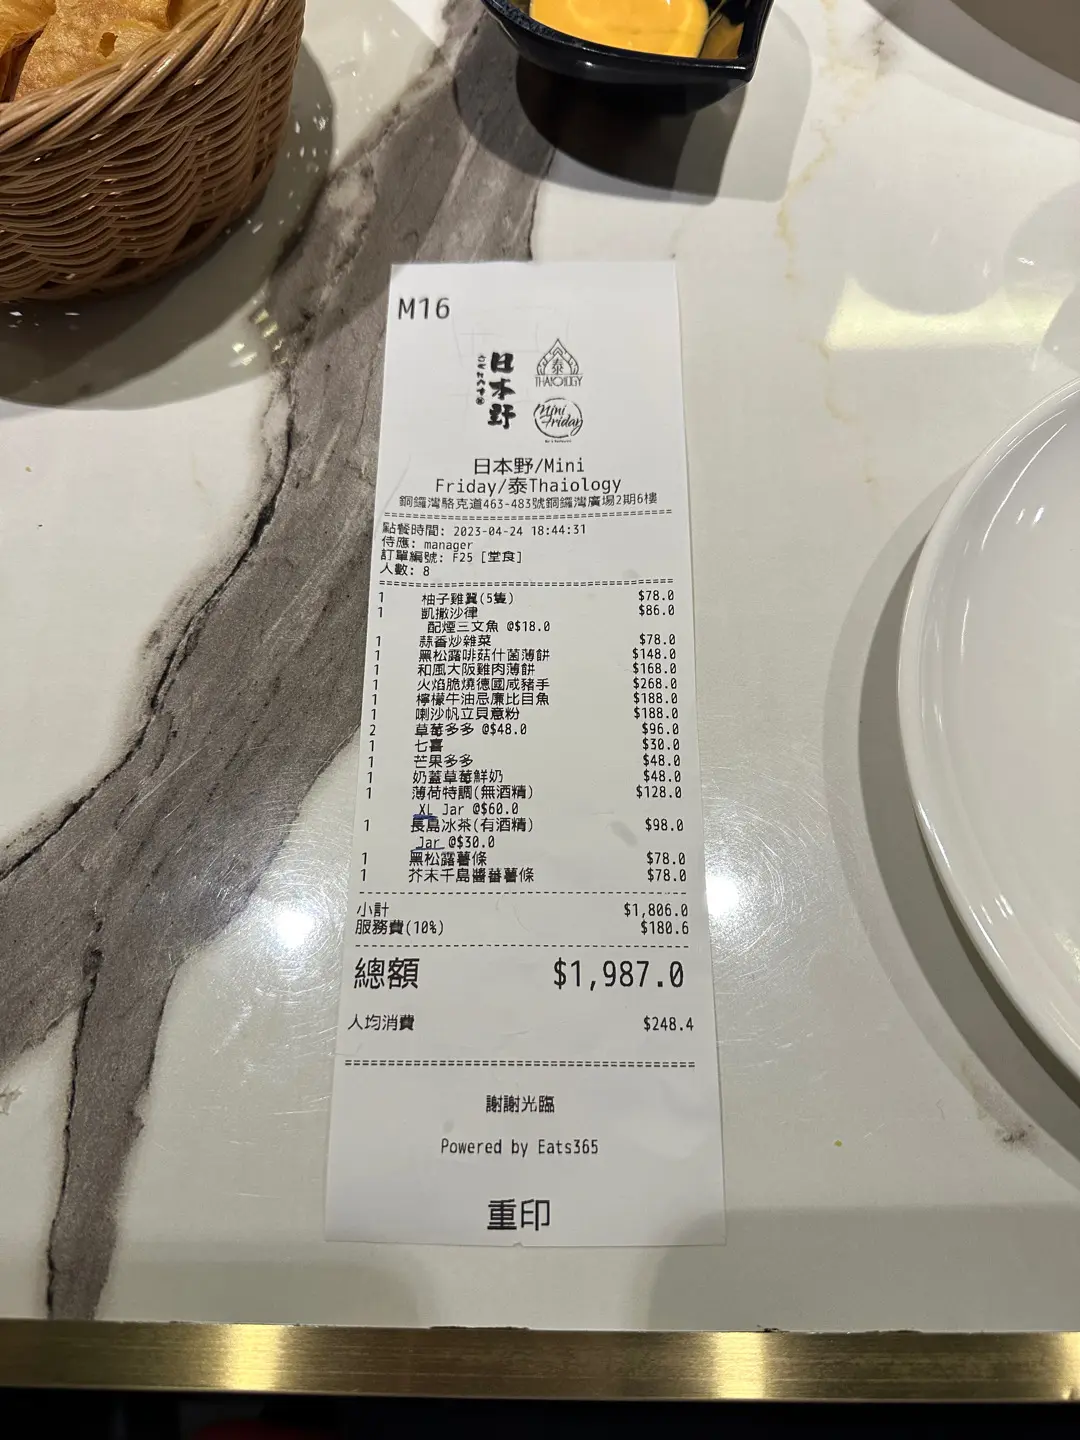 M16
日本野
泰
THAIOLOGY
Mini
Friday
日本野/Mini
Friday/泰Thaiology
銅鑼灣駱克道463-483號銅鑼灣廣場2期6樓
點餐時間: 2023-04-24 18:44:31
侍應: manager
訂單編號: F25 [堂食]
人數: 8
1 柚子雞翼(5隻) $78.0
1 凱撒沙律 $86.0
配煙三文魚 @$18.0
1 蒜香炒雜菜 $78.0
1 黑松露啡菇什菌薄餅 $148.0
1 和風大阪雞肉薄餅 $168.0
1 火焰脆燒德國咸豬手 $268.0
1 檸檬牛油忌廉比目魚 $188.0
1 喇沙帆立貝意粉 $188.0
2 草莓多多 @$48.0 $96.0
1 七喜 $30.0
1 芒果多多 $48.0
1 奶蓋草莓鮮奶 $48.0
1 薄荷特調(無酒精) $128.0
XL Jar @$60.0
1 長島冰茶(有酒精) $98.0
Jar @$30.0
1 黑松露薯條 $78.0
1 芥末千島醬蕃薯條 $78.0
小計 $1,806.0
服務費(10%) $180.6
總額 $1,987.0
人均消費 $248.4
謝謝光臨
Powered by Eats365
重印